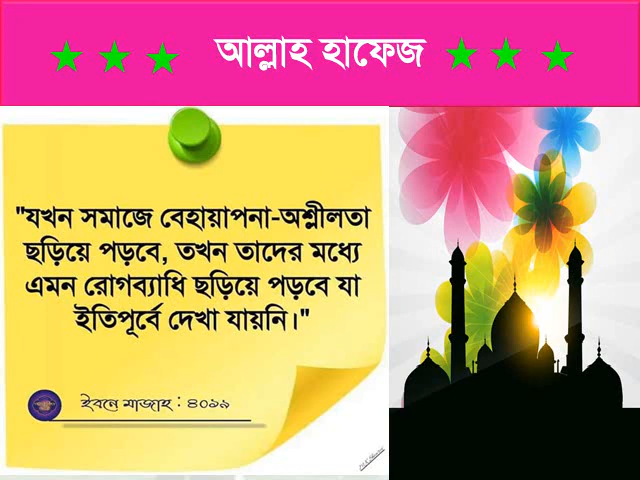 আল্লাহ হাফেজ
"যখন সমাজে বেহায়াপনা-অশ্লীলতা
ছড়িয়ে পড়বে, তখন তাদের মধ্যে
এমন রোগব্যাধি ছড়িয়ে পড়বে যা
ইতিপূর্বে দেখা যায়নি।"
ইবনে মাজাহ : ৪০১৯